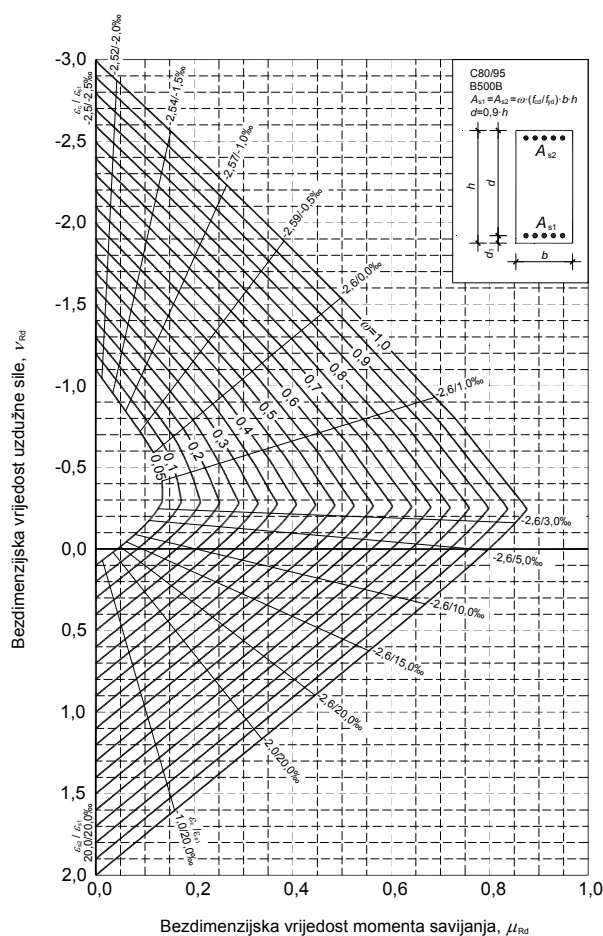 -3,0
-2,5
-2,0
-1,5
-1,0
-0,5
0,0
0,5
1,0
1,5
2,0
0,0
0,2
0,4
0,6
0,8
1,0
Bezdimenzijska vrijednost uzdužne sile, νRd
Bezdimenzijska vrijedost momenta savijanja, μRd
C80/95
B500B
As1=As2=ω·(fcd/fyd)·b·h
d=0,9·h
h
d
d1
b
As2
As1
εc / εs1
-2,5/-2,5‰
-2,52/-2,0‰
-2,54/-1,5‰
-2,57/-1,0‰
-2,59/-0,5‰
-2,6/0,0‰
-2,6/1,0‰
-2,6/3,0‰
-2,6/5,0‰
-2,6/10,0‰
-2,6/15,0‰
-2,6/20,0‰
-2,0/20,0‰
-1,0/20,0‰
εc / εs1
εs2 / εs1
20,0/20,0‰
ω=1,0
0,9
0,8
0,7
0,6
0,5
0,4
0,3
0,2
0,1
0,05